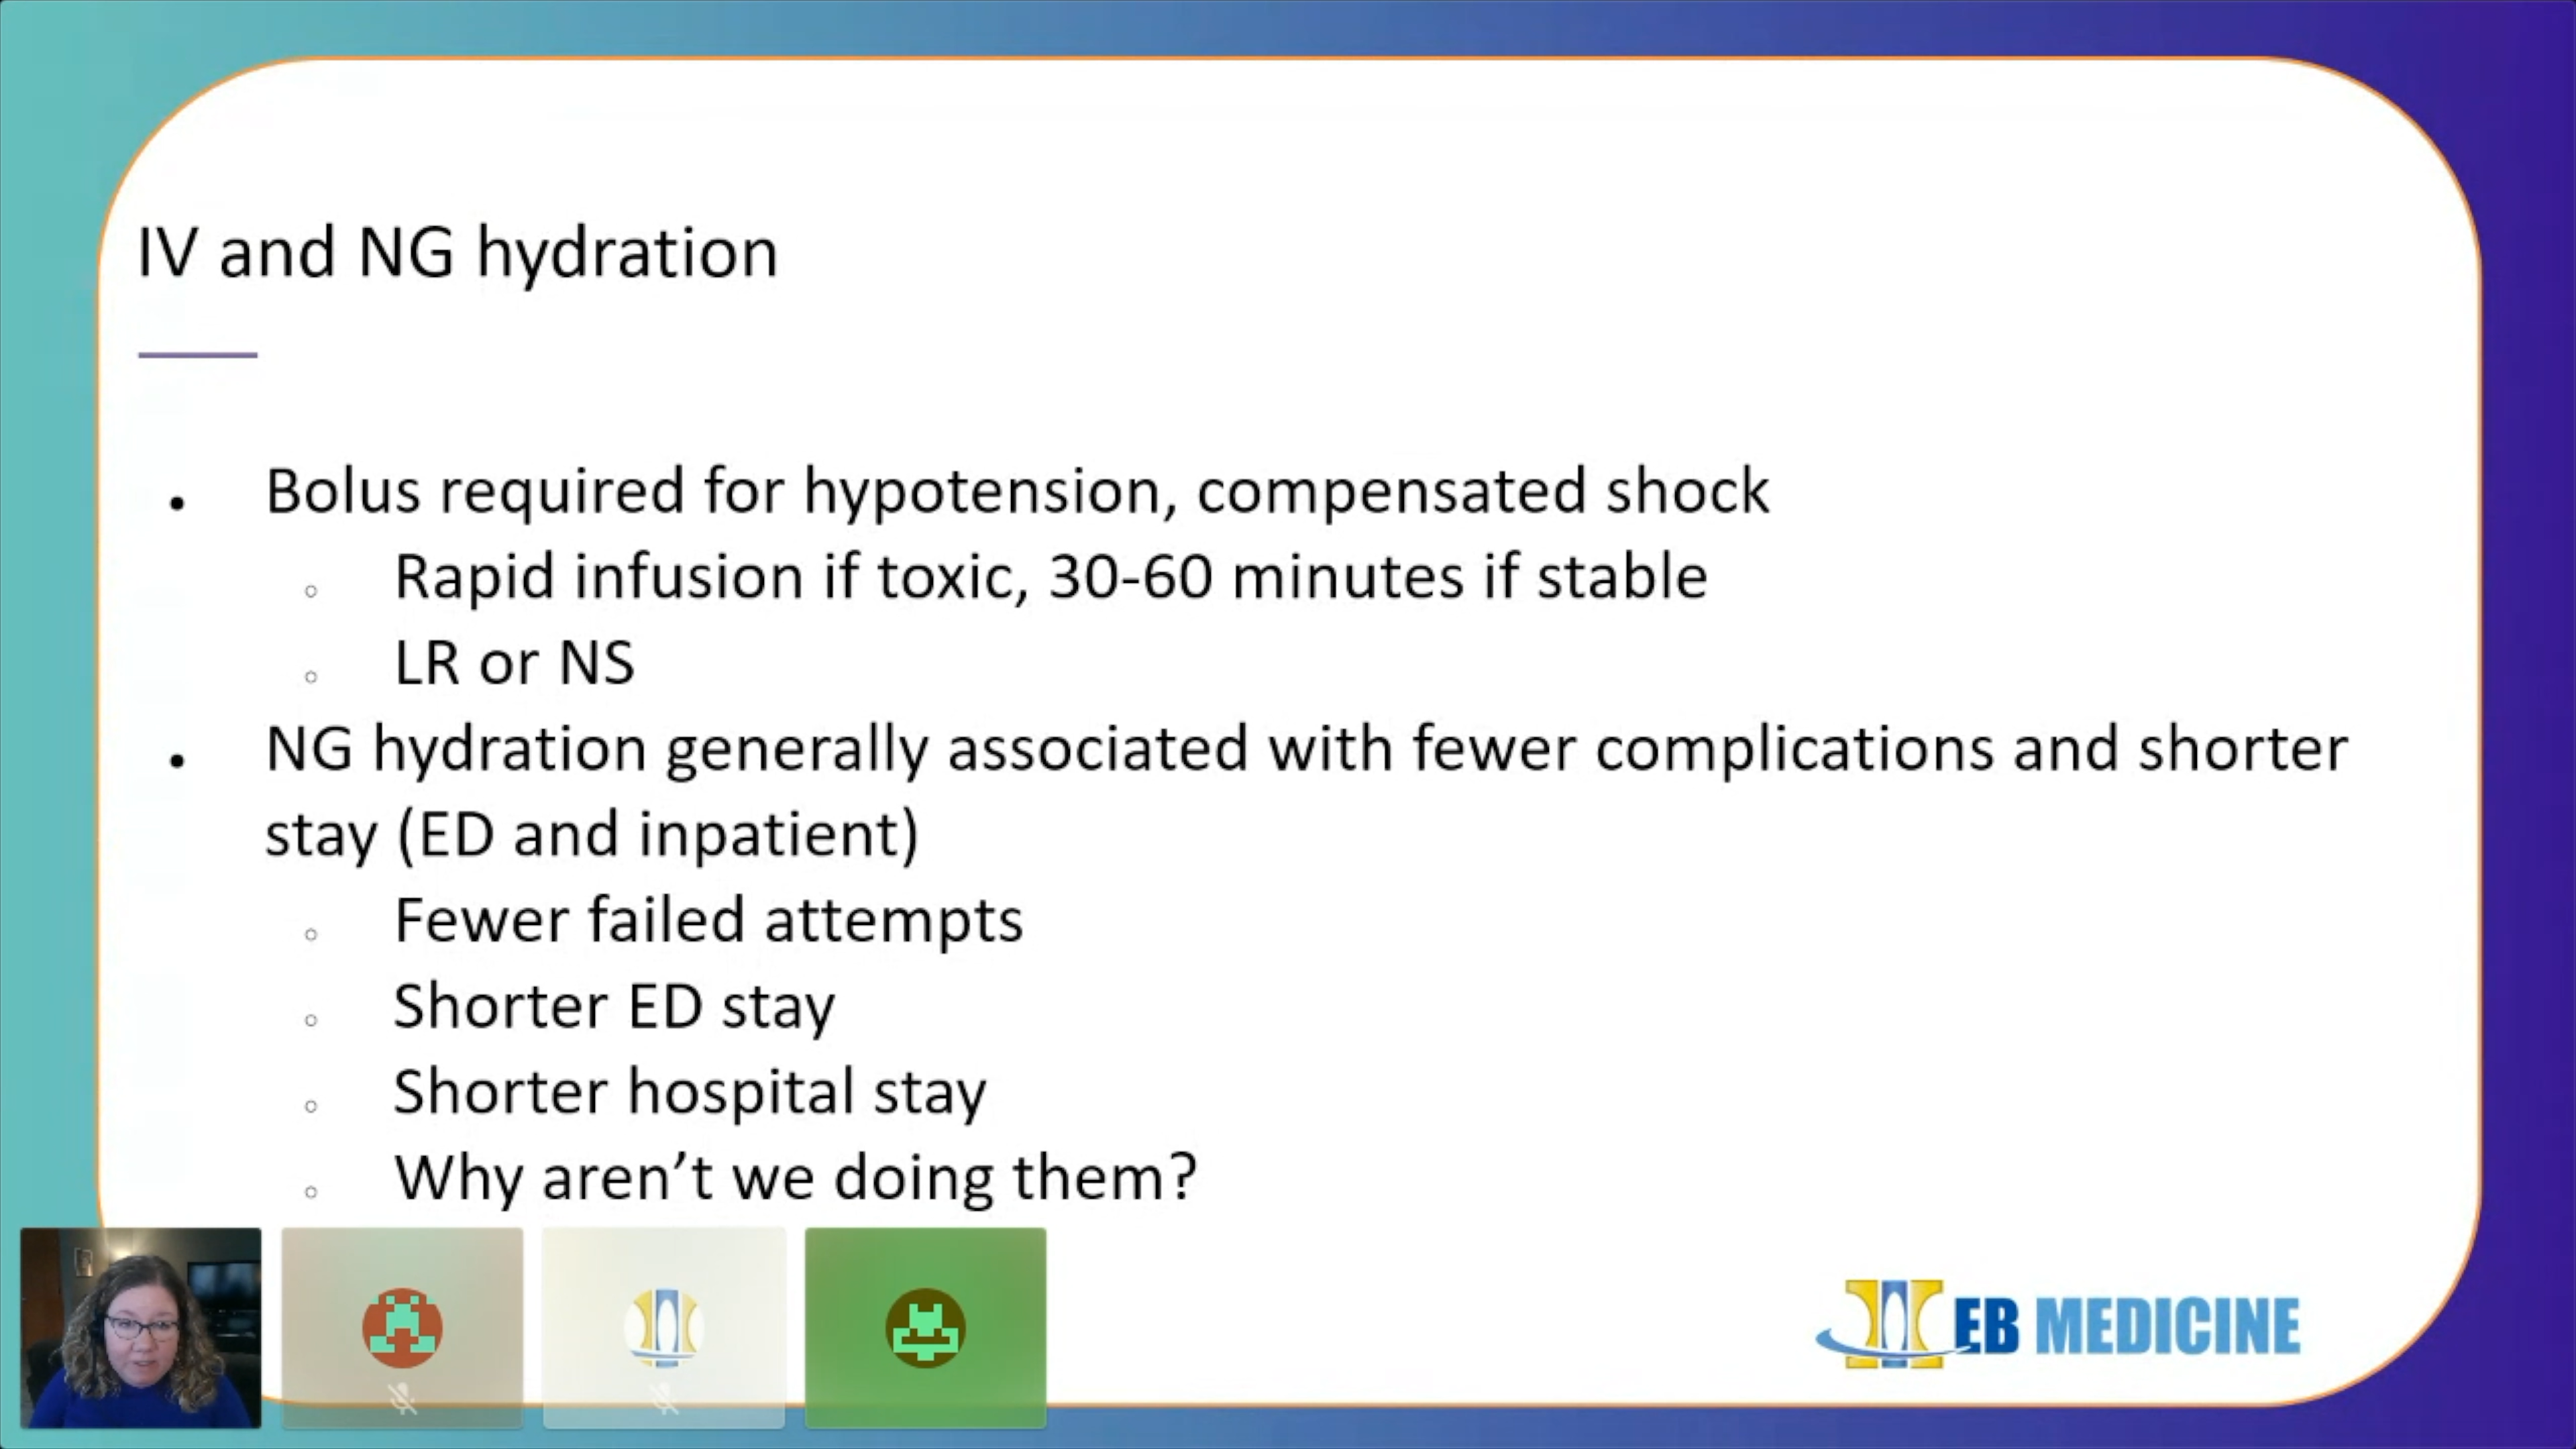 IV and NG hydration
• Bolus required for hypotension, compensated shock
○ Rapid infusion if toxic, 30-60 minutes if stable
○ LR or NS
• NG hydration generally associated with fewer complications and shorter
stay (ED and inpatient)
○ Fewer failed attempts
○ Shorter ED stay
○ Shorter hospital stay
○ Why aren’t we doing them?
EB MEDICINE